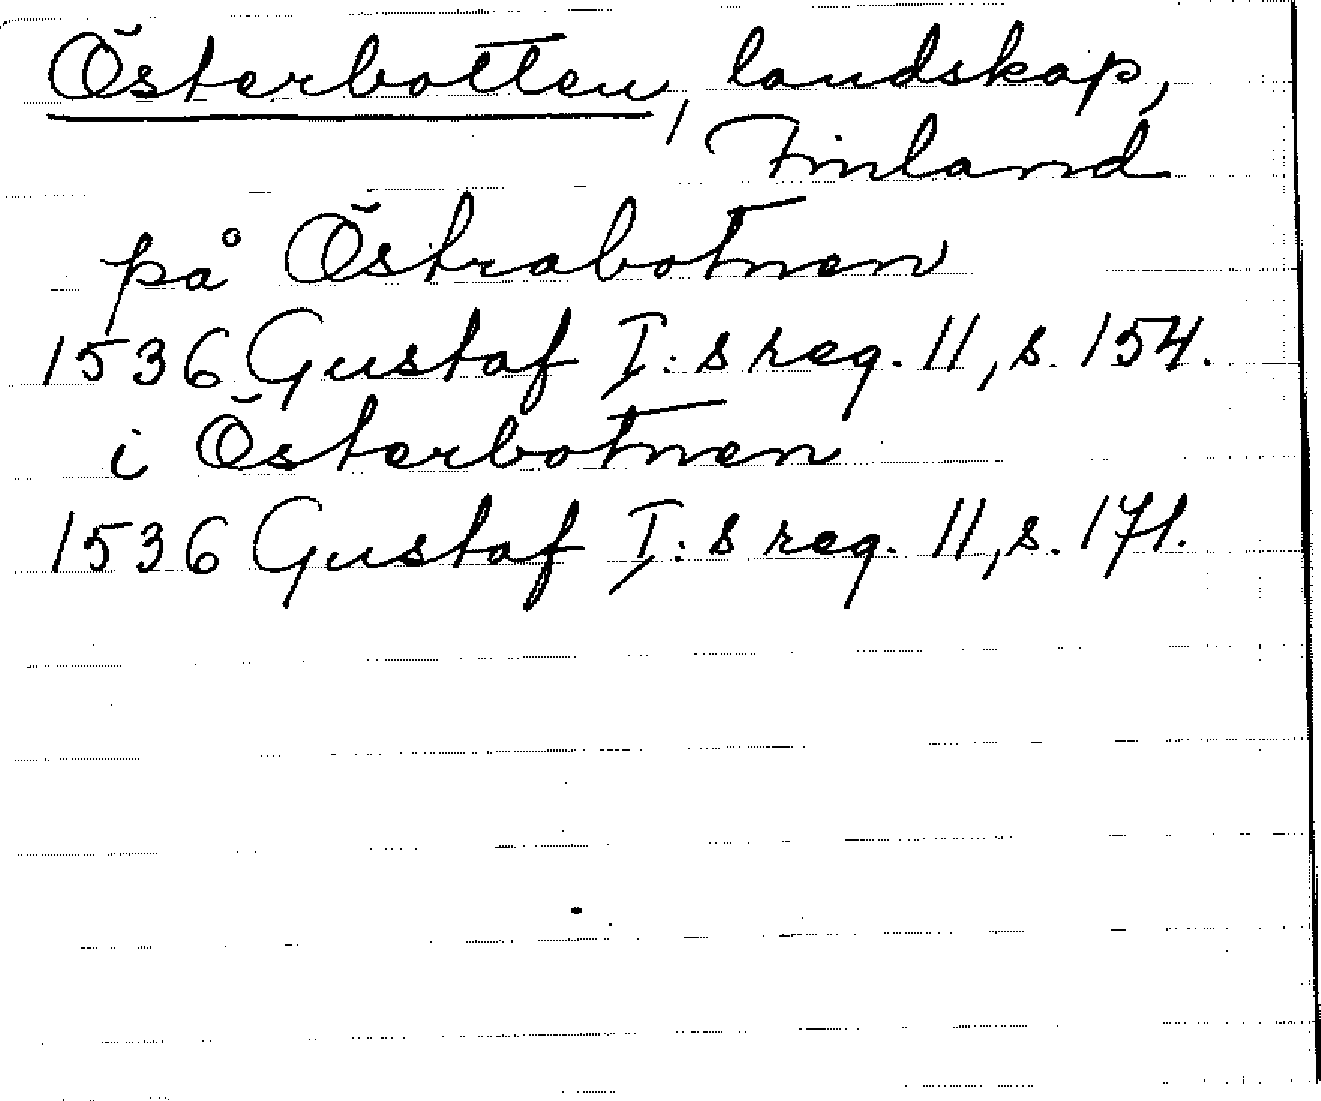 Österbotten, landskap,
Finland
på Östrabotnen
1536 Gustaf I:s reg. 11, s. 154.
i Österbotnen
1536 Gustaf I:s reg. 11, s. 171.